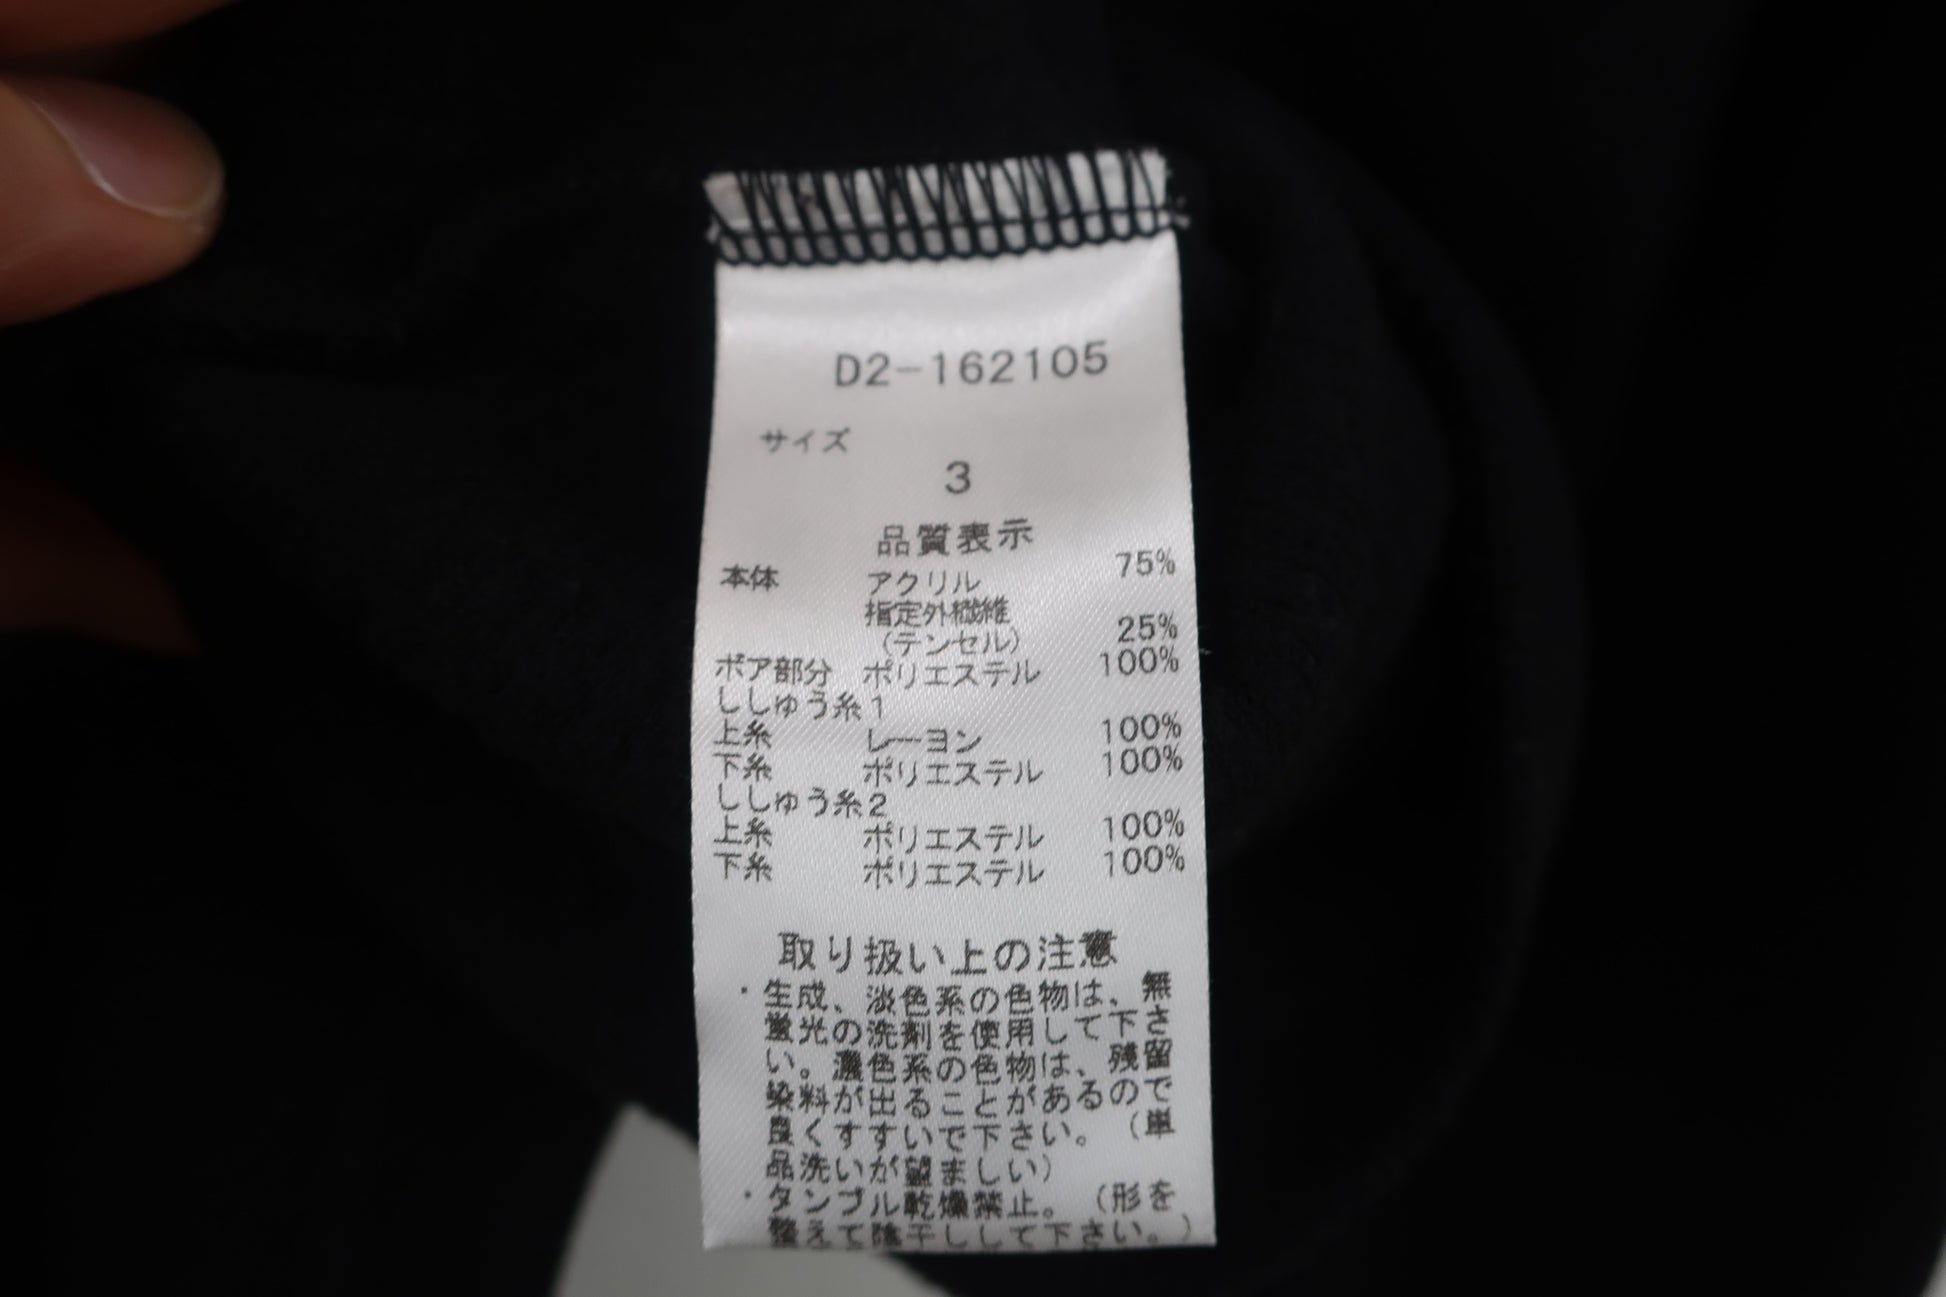 D2-162105
サイズ
3
品質表示
本体 アクリル 75%
指定外繊維
(テンセル) 25%
ボア部分 ポリエステル 100%
ししゅう糸1
上糸 レーヨン 100%
下糸 ポリエステル 100%
ししゅう糸2
上糸 ポリエステル 100%
下糸 ポリエステル 100%
取り扱い上の注意
・生成、淡色系の色物は、無
蛍光の洗剤を使用して下さ
い。濃色系の色物は、残留
染料が出ることがあるので
良くすすいで下さい。(単
品洗いが望ましい)
・タンブル乾燥禁止。(形を
整えて陰干しして下さい。)